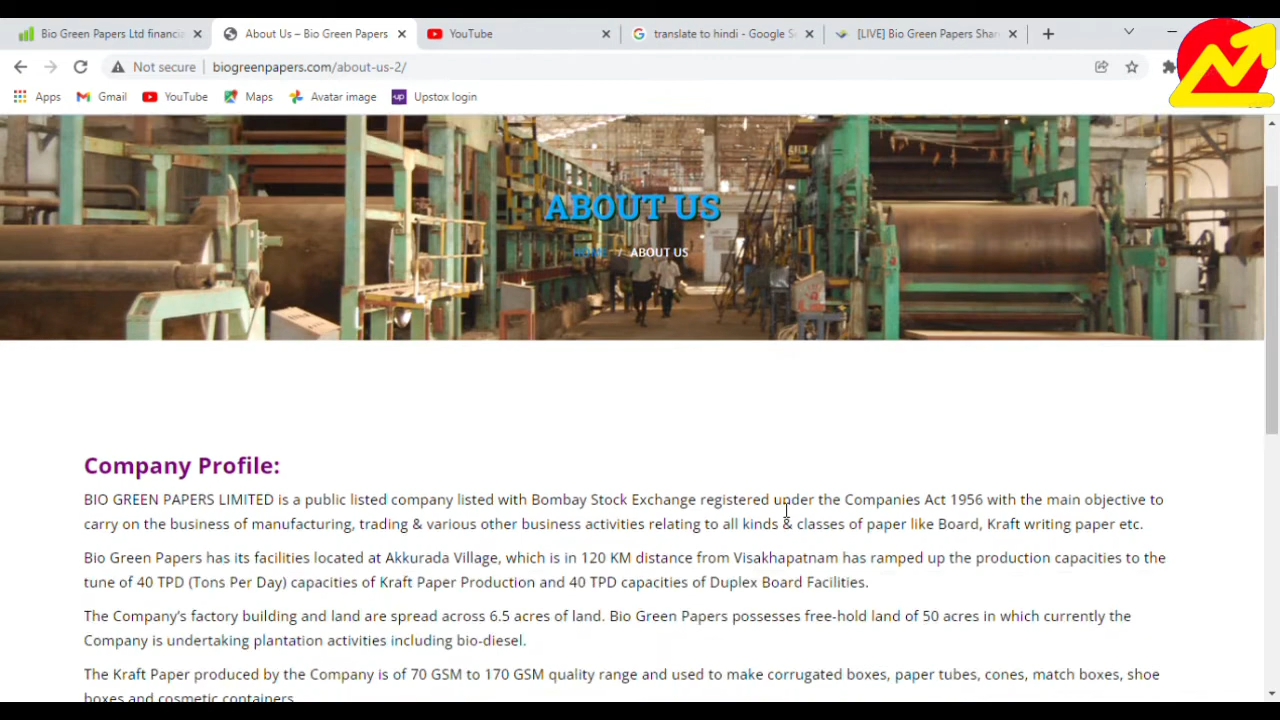 Bio Green Papers Ltd financia
About Us – Bio Green Papers
YouTube
translate to hindi - Google S
[LIVE] Bio Green Papers Shar
Not secure
biogreenpapers.com/about-us-2/
Apps
Gmail
YouTube
Maps
Avatar image
up
Upstox login
ABOUT US
HOME / ABOUT US
Company Profile:
BIO GREEN PAPERS LIMITED is a public listed company listed with Bombay Stock Exchange registered under the Companies Act 1956 with the main objective to
carry on the business of manufacturing, trading & various other business activities relating to all kinds & classes of paper like Board, Kraft writing paper etc.
Bio Green Papers has its facilities located at Akkurada Village, which is in 120 KM distance from Visakhapatnam has ramped up the production capacities to the
tune of 40 TPD (Tons Per Day) capacities of Kraft Paper Production and 40 TPD capacities of Duplex Board Facilities.
The Company's factory building and land are spread across 6.5 acres of land. Bio Green Papers possesses free-hold land of 50 acres in which currently the
Company is undertaking plantation activities including bio-diesel.
The Kraft Paper produced by the Company is of 70 GSM to 170 GSM quality range and used to make corrugated boxes, paper tubes, cones, match boxes, shoe
boxes and cosmetic containers